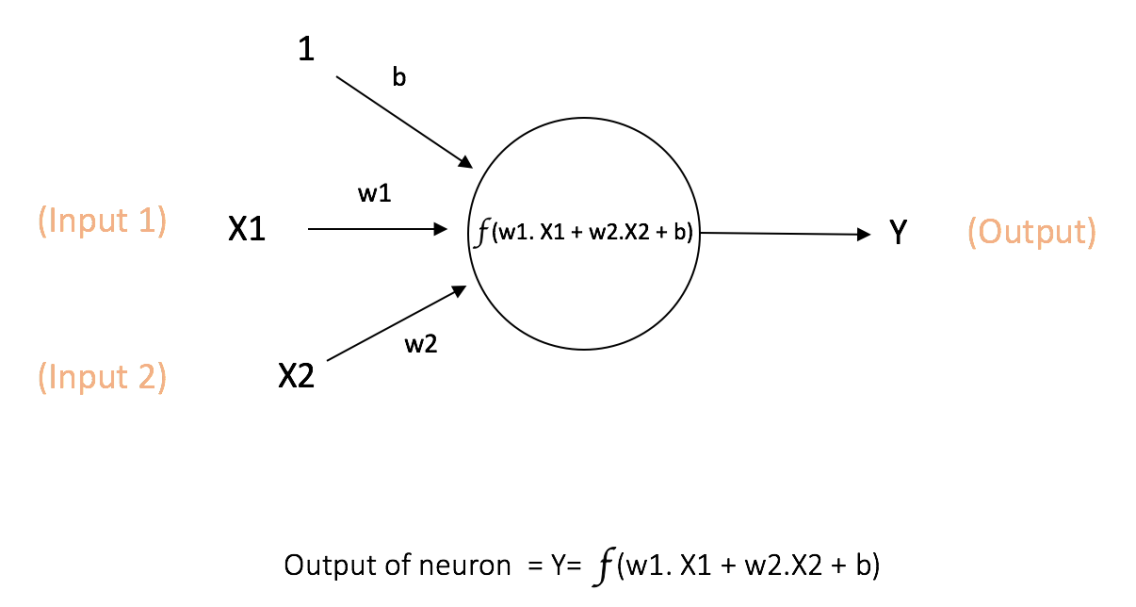 1
b
w1
(Input 1) X1
f(w1. X1 + w2.X2 + b)
Y (Output)
w2
(Input 2) X2
Output of neuron = Y= f(w1. X1 + w2.X2 + b)